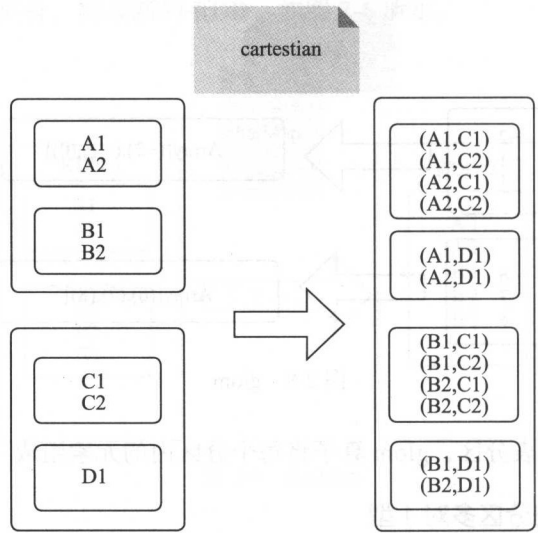 cartestian
A1
A2
B1
B2
C1
C2
D1
(A1,C1)
(A1,C2)
(A2,C1)
(A2,C2)
(A1,D1)
(A2,D1)
(B1,C1)
(B1,C2)
(B2,C1)
(B2,C2)
(B1,D1)
(B2,D1)